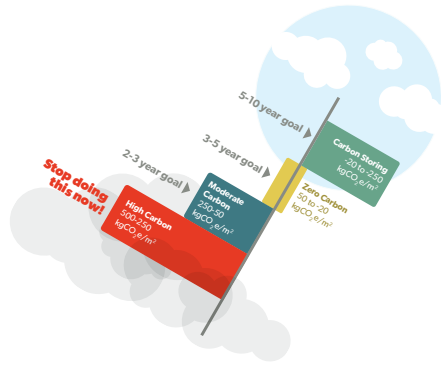 5-10 year goal
3-5 year goal
2-3 year goal
Stop doing
this now!
High Carbon
500-250
kgCO₂e/m²
Moderate
Carbon
250-50
kgCO₂e/m²
Zero Carbon
50 to -20
kgCO₂e/m²
Carbon Storing
-20 to -250
kgCO₂e/m²